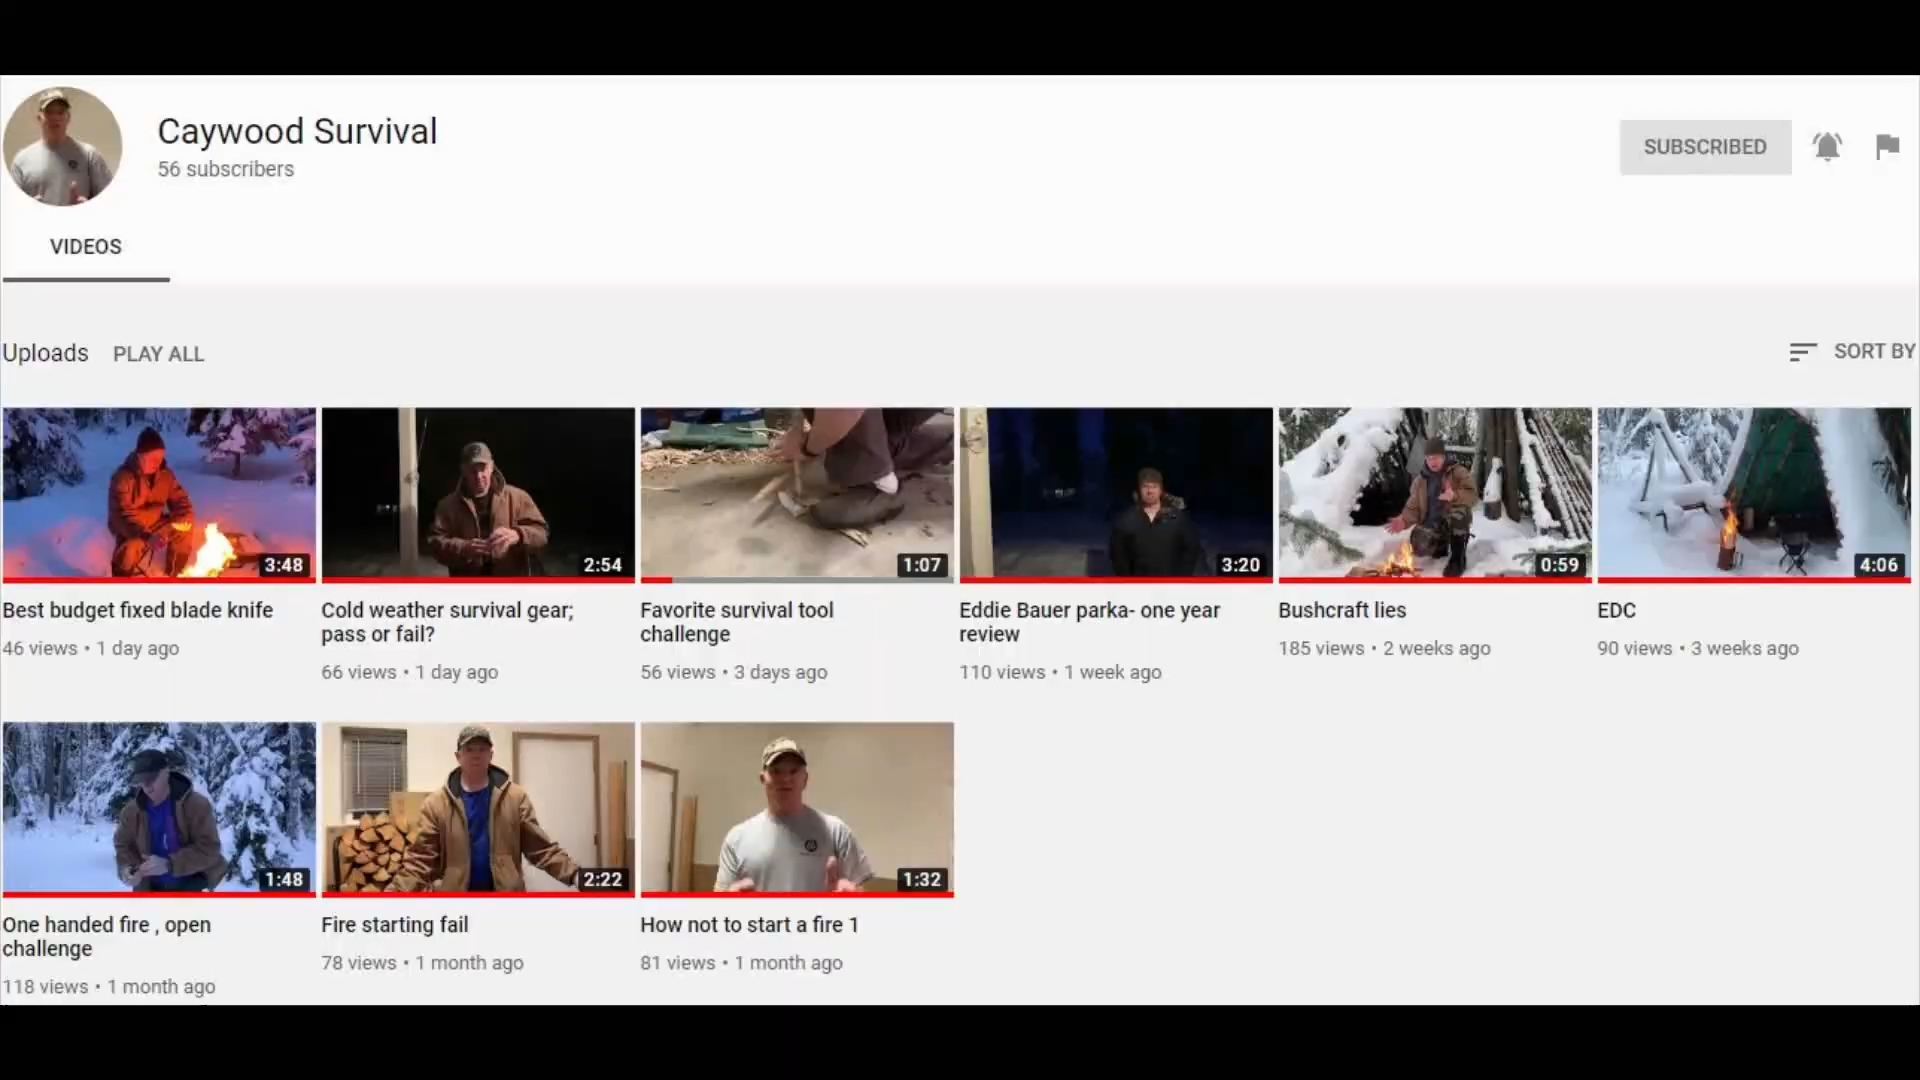 Caywood Survival
56 subscribers
SUBSCRIBED
VIDEOS
Uploads
PLAY ALL
SORT BY
3:48
2:54
1:07
3:20
0:59
4:06
Best budget fixed blade knife
46 views • 1 day ago
Cold weather survival gear;
pass or fail?
66 views • 1 day ago
Favorite survival tool
challenge
56 views • 3 days ago
Eddie Bauer parka- one year
review
110 views • 1 week ago
Bushcraft lies
185 views • 2 weeks ago
EDC
90 views • 3 weeks ago
1:48
2:22
1:32
One handed fire , open
challenge
118 views • 1 month ago
Fire starting fail
78 views • 1 month ago
How not to start a fire 1
81 views • 1 month ago